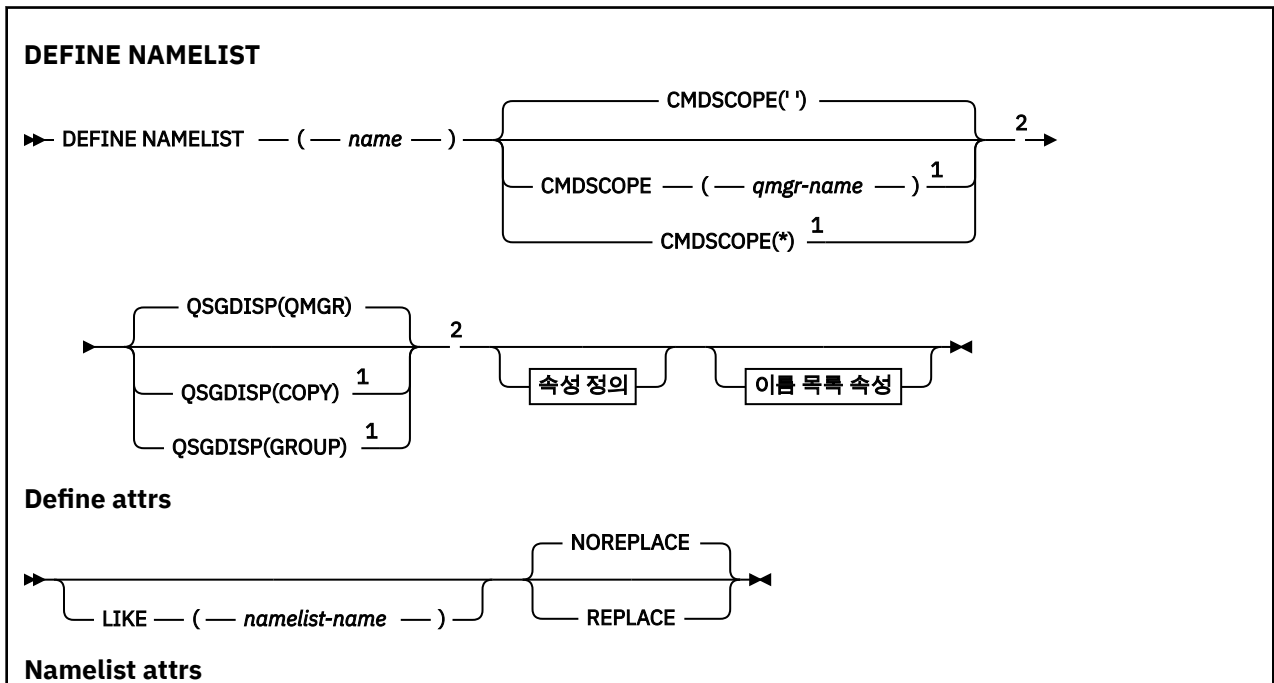 DEFINE NAMELIST
CMDSCOPE(' ')
DEFINE NAMELIST ( name ) 2
CMDSCOPE ( qmgr-name ) 1
CMDSCOPE(*) 1
QSGDISP(QMGR) 2
QSGDISP(COPY) 1
속성 정의 이름 목록 속성
QSGDISP(GROUP) 1
Define attrs
NOREPLACE
LIKE ( namelist-name ) REPLACE
Namelist attrs